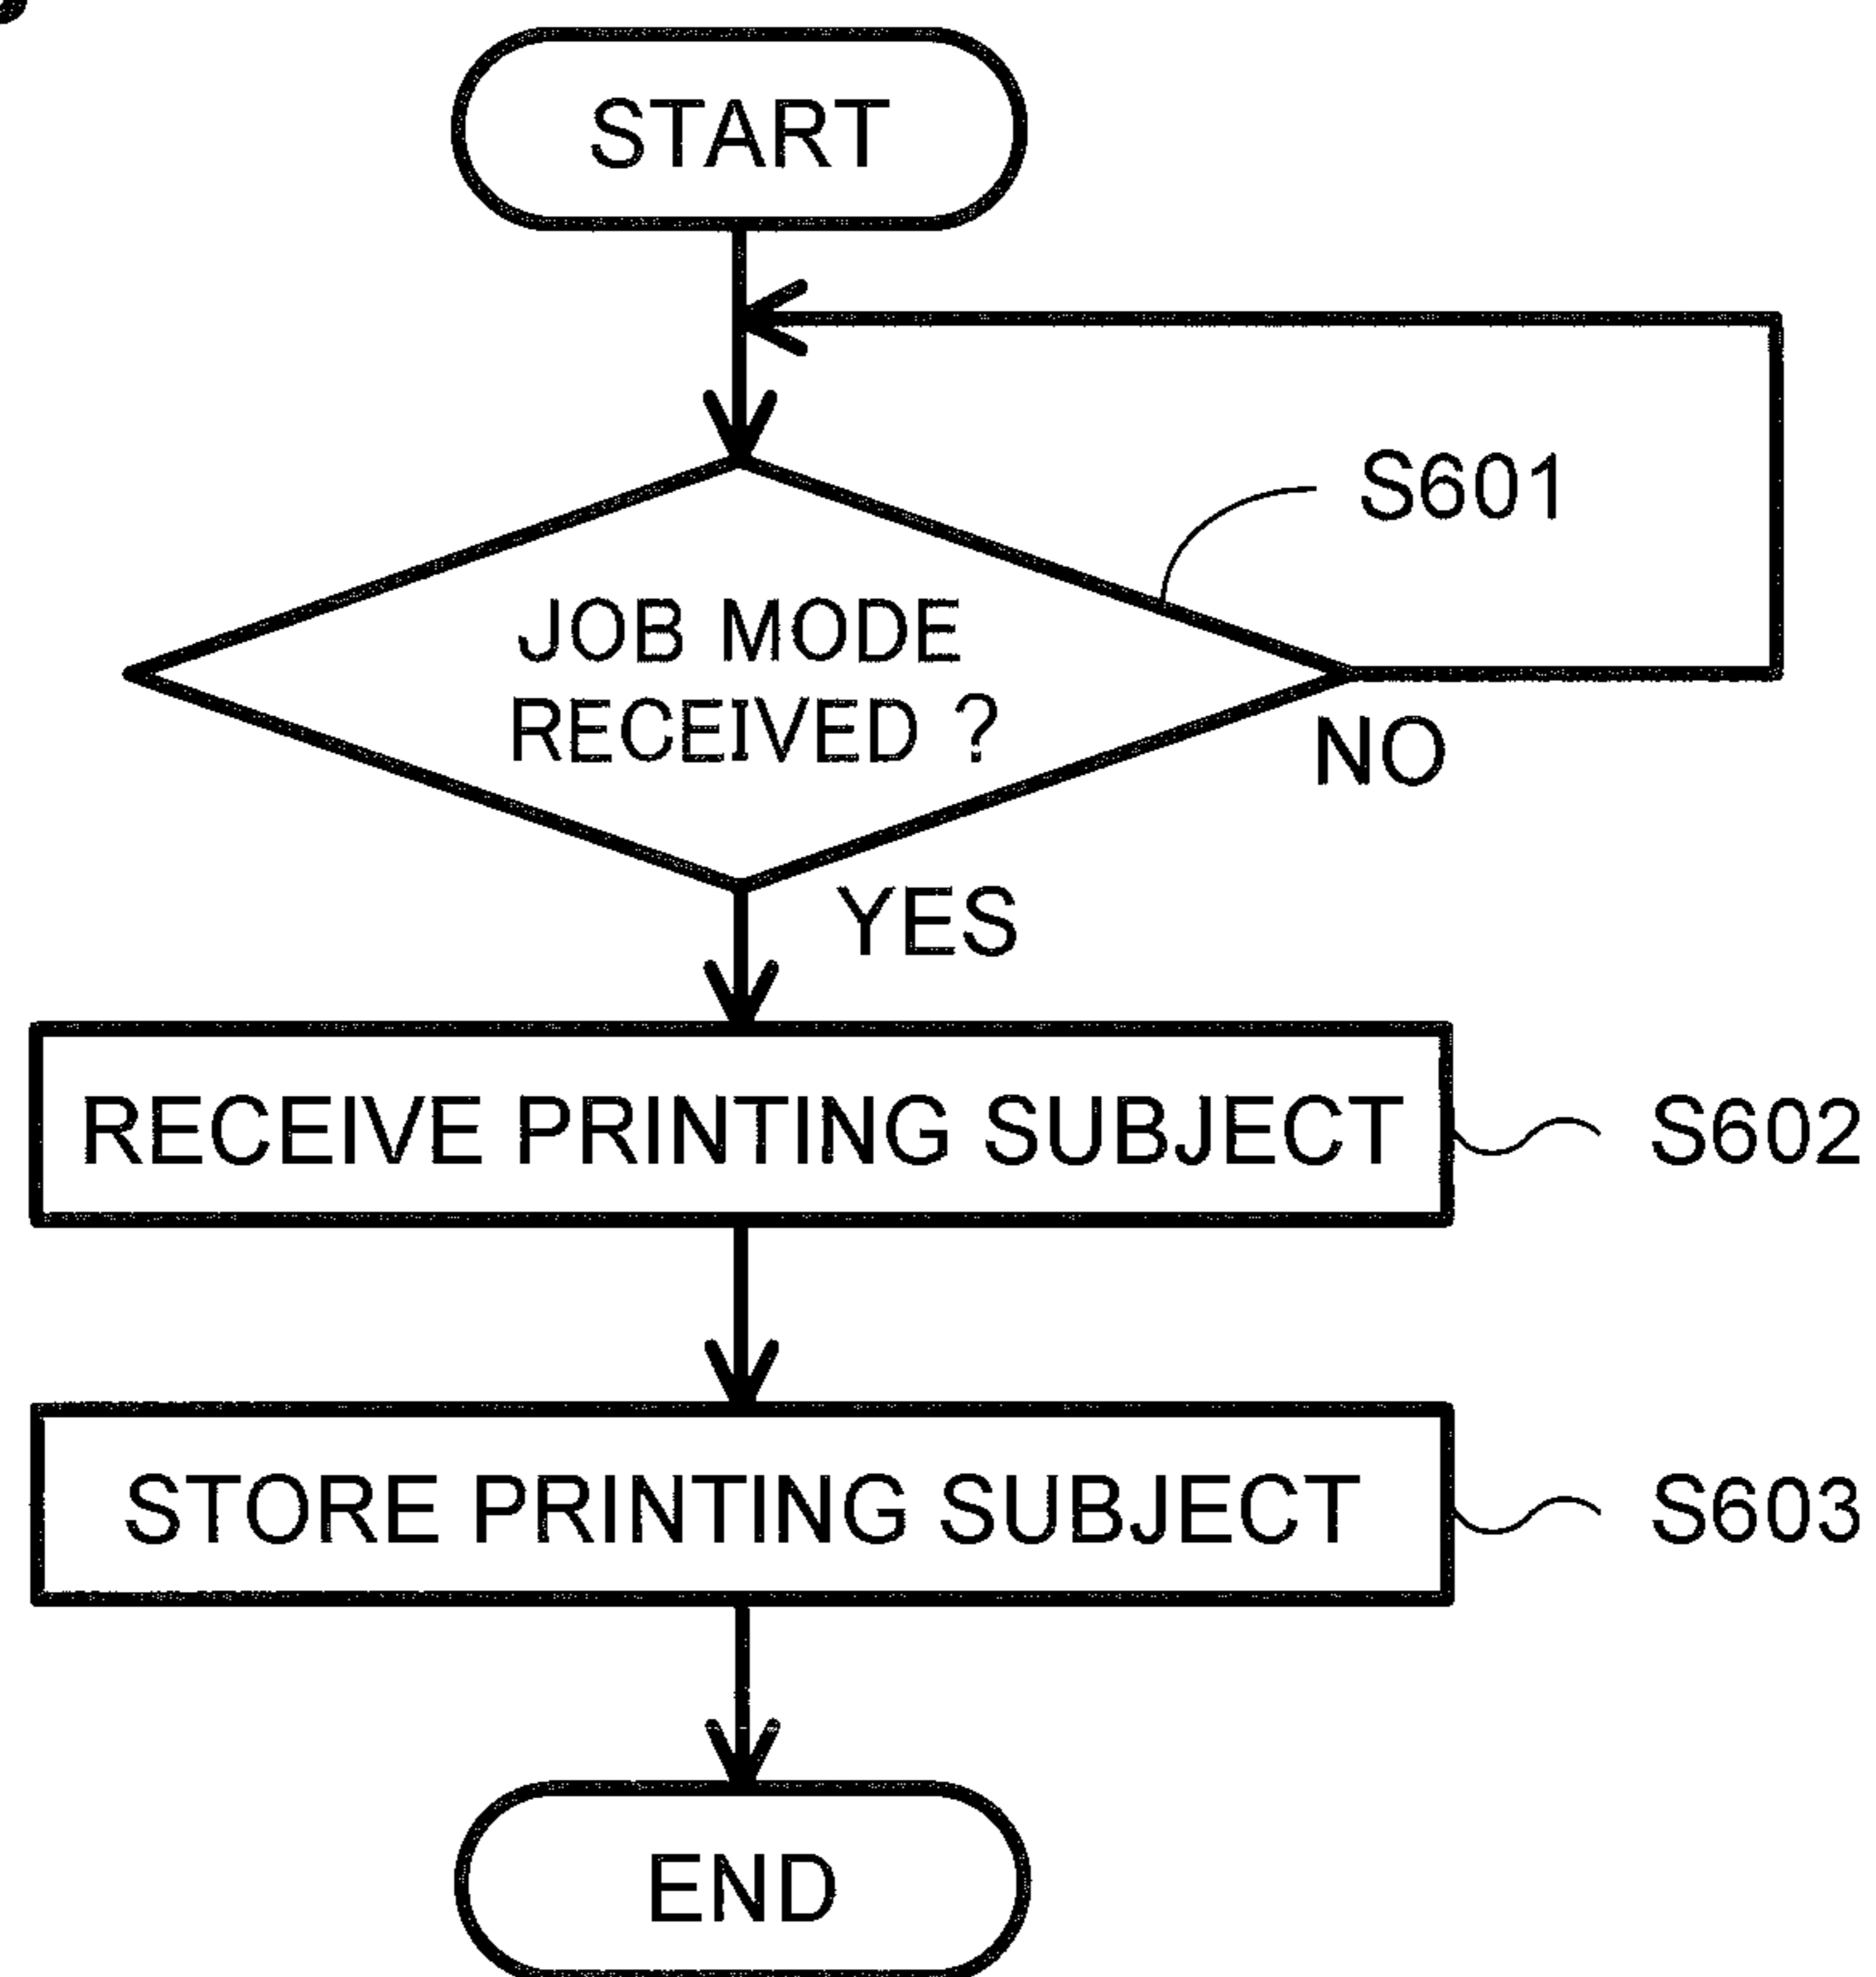 START
S601
JOB MODE
RECEIVED ?
NO
YES
RECEIVE PRINTING SUBJECT
S602
STORE PRINTING SUBJECT
S603
END